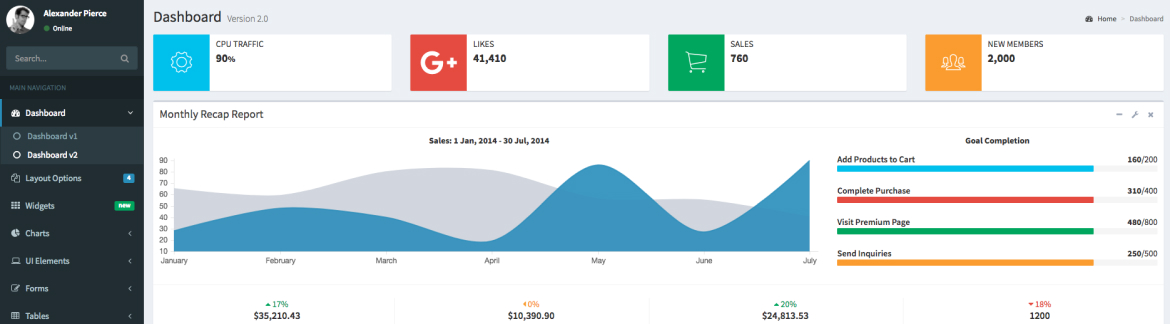 Alexander Pierce
Online
Search...
MAIN NAVIGATION
Dashboard
Dashboard v1
Dashboard v2
Layout Options 4
Widgets new
Charts
UI Elements
Forms
Tables
Dashboard Version 2.0
Home > Dashboard
CPU TRAFFIC
90%
G+
LIKES
41,410
SALES
760
NEW MEMBERS
2,000
Monthly Recap Report
Sales: 1 Jan, 2014 - 30 Jul, 2014
90
80
70
60
50
40
30
20
10
January February March April May June July
Goal Completion
Add Products to Cart 160/200
Complete Purchase 310/400
Visit Premium Page 480/800
Send Inquiries 250/500
17%
$35,210.43
0%
$10,390.90
20%
$24,813.53
18%
1200